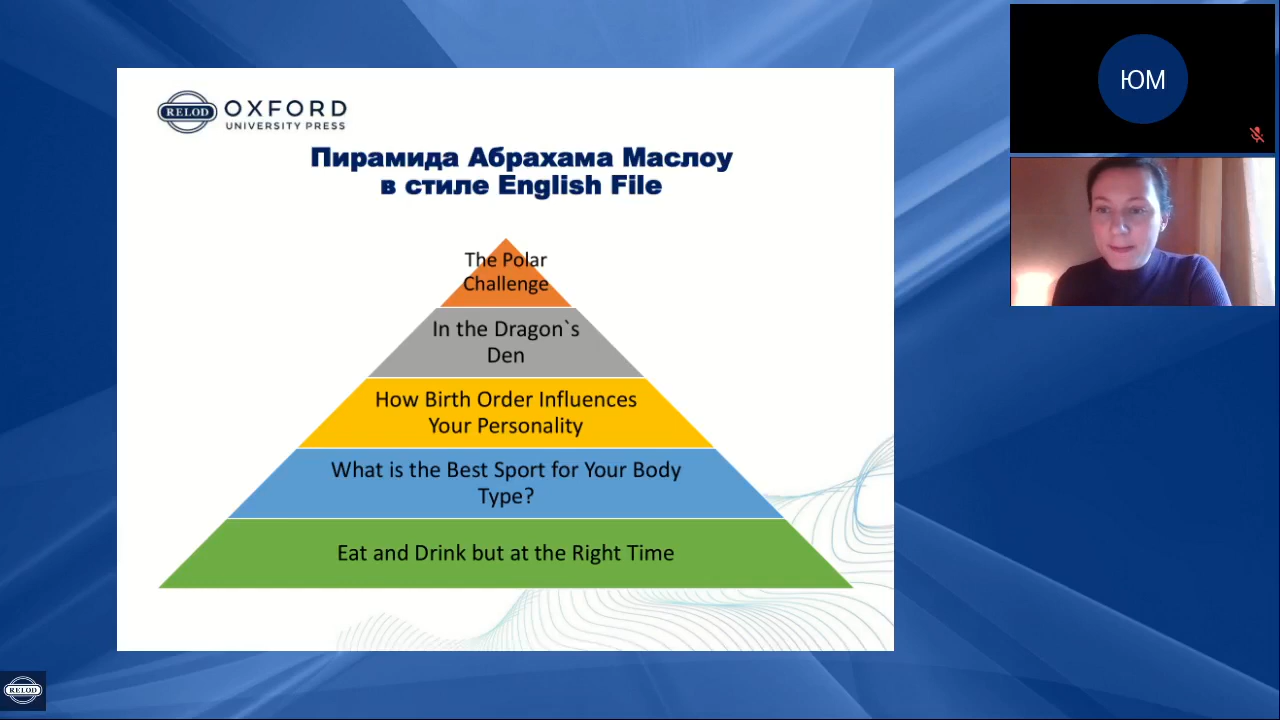 RELOD
OXFORD
UNIVERSITY PRESS
Пирамида Абрахама Маслоу
в стиле English File
The Polar
Challenge
In the Dragon`s
Den
How Birth Order Influences
Your Personality
What is the Best Sport for Your Body
Type?
Eat and Drink but at the Right Time
ЮМ
RELOD